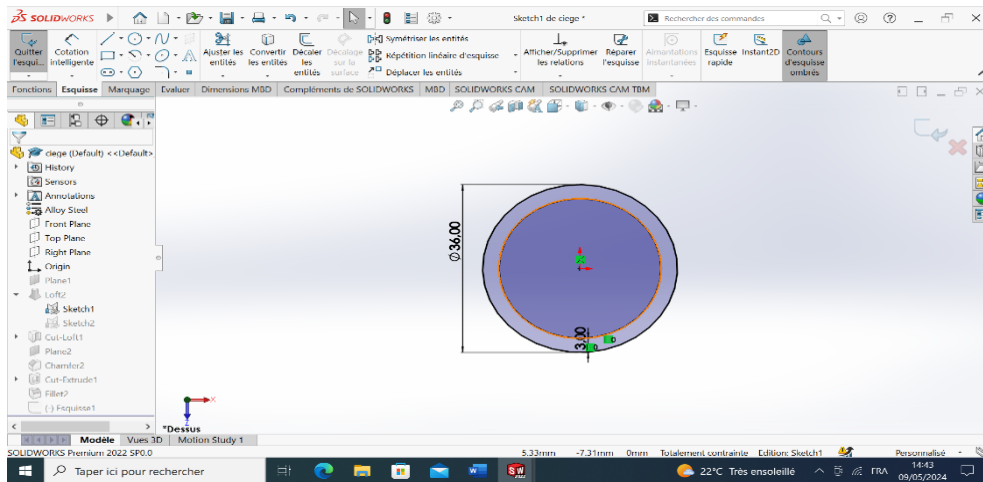 SOLIDWORKS
Sketch1 de ciege *
Rechercher des commandes
Quitter l'esqui...
Cotation intelligente
Ajuster les entités
Convertir les entités
Décaler les entités
Décalage sur la surface
Symétriser les entités
Répétition linéaire d'esquisse
Déplacer les entités
Afficher/Supprimer les relations
Réparer l'esquisse
Aimantations instantanées
Esquisse rapide
Instant2D
Contours d'esquisse ombrés
Fonctions Esquisse Marquage Evaluer Dimensions MBD Compléments de SOLIDWORKS MBD SOLIDWORKS CAM SOLIDWORKS CAM TBM
ciege (Default) <<Default>
History
Sensors
Annotations
Alloy Steel
Front Plane
Top Plane
Right Plane
Origin
Plane1
Loft2
Sketch1
Sketch2
Cut-Loft1
Plane2
Chamfer2
Cut-Extrude1
Fillet2
(-) Esquisse1
Ø36.00
3.00
X
Z
*Dessus
Modèle Vues 3D Motion Study 1
SOLIDWORKS Premium 2022 SP0.0
5.33mm -7.31mm 0mm Totalement contrainte Edition: Sketch1 Personnalisé
Taper ici pour rechercher
22°C Très ensoleillé
FRA
14:43
09/05/2024